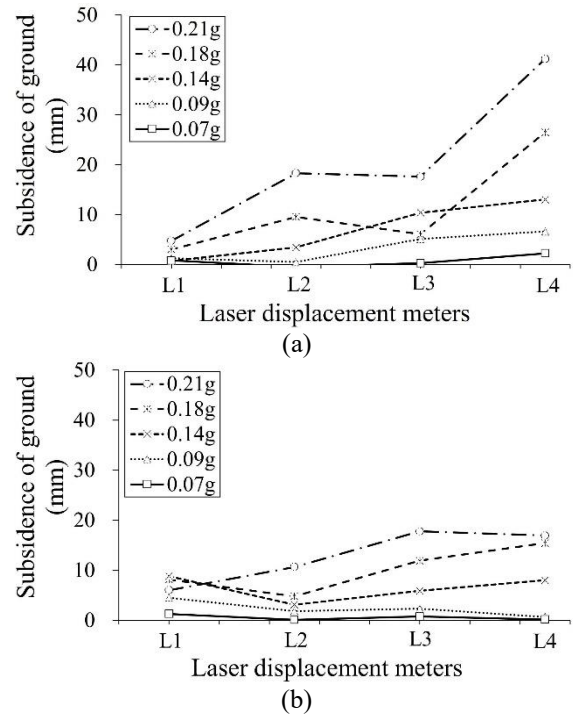 50
40
30
20
10
0
Subsidence of ground
(mm)
0.21g
0.18g
0.14g
0.09g
0.07g
L1 L2 L3 L4
Laser displacement meters
(a)
50
40
30
20
10
0
Subsidence of ground
(mm)
0.21g
0.18g
0.14g
0.09g
0.07g
L1 L2 L3 L4
Laser displacement meters
(b)